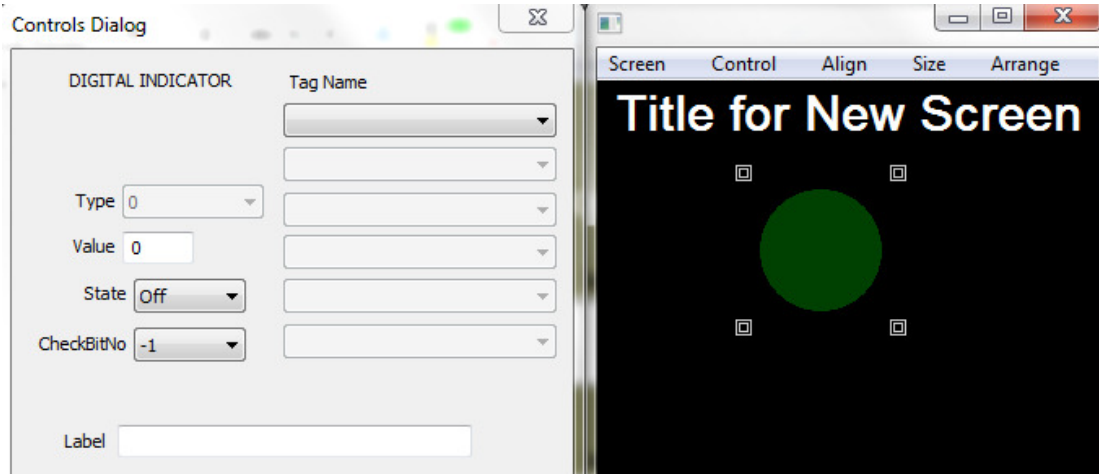 Controls Dialog
DIGITAL INDICATOR
Tag Name
Type 0
Value 0
State Off
CheckBitNo -1
Label
Screen Control Align Size Arrange
Title for New Screen